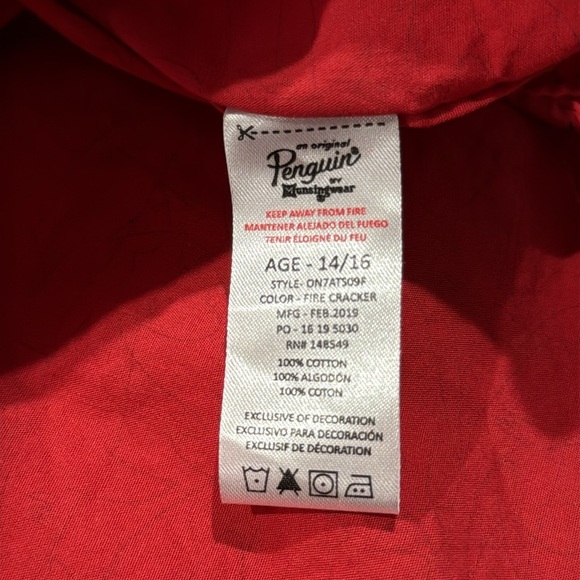 an original
Penguin®
BY
Munsingwear
KEEP AWAY FROM FIRE
MANTENER ALEJADO DEL FUEGO
TENIR ÉLOIGNÉ DU FEU
AGE - 14/16
STYLE- ON7ATS09F
COLOR - FIRE CRACKER
MFG - FEB.2019
PO - 16 19 5030
RN# 148549
100% COTTON
100% ALGODÓN
100% COTON
EXCLUSIVE OF DECORATION
EXCLUSIVO PARA DECORACIÓN
EXCLUSIF DE DÉCORATION